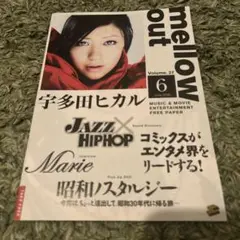 mellow
out
Volume.31
6
MUSIC & MOVIE
ENTERTAINMENT
FREE PAPER
宇多田ヒカル
JAZZ×
HIPHOP
コミックスが
エンタメ界を
リードする!
Marie
昭和ノスタルジー